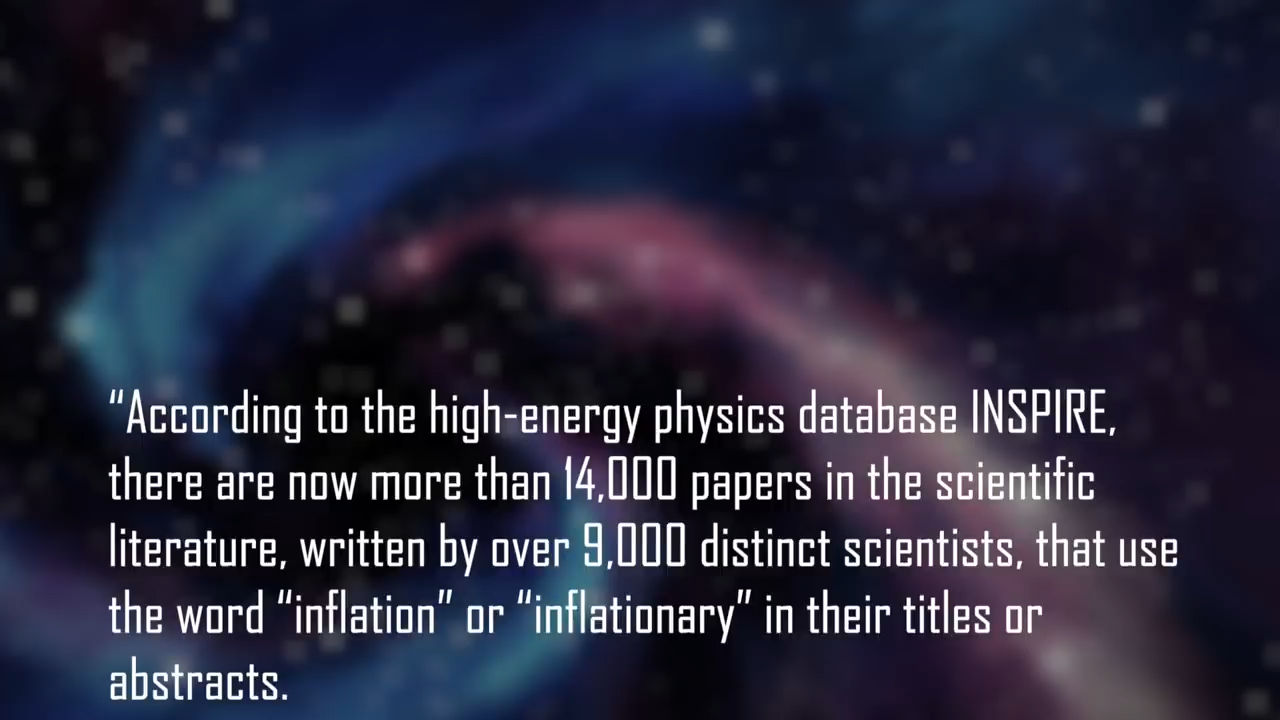 “According to the high-energy physics database INSPIRE,
there are now more than 14,000 papers in the scientific
literature, written by over 9,000 distinct scientists, that use
the word “inflation” or “inflationary” in their titles or
abstracts.